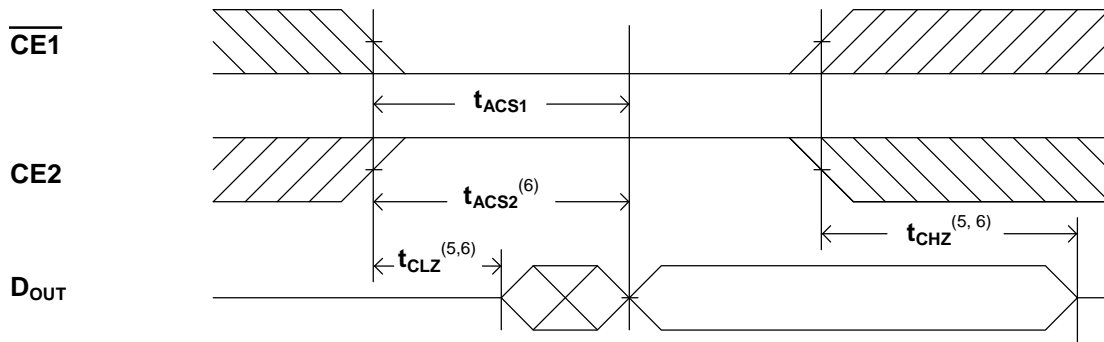 CE1
tACS1
CE2
tACS2(6)
tCHZ(5, 6)
tCLZ(5,6)
DOUT